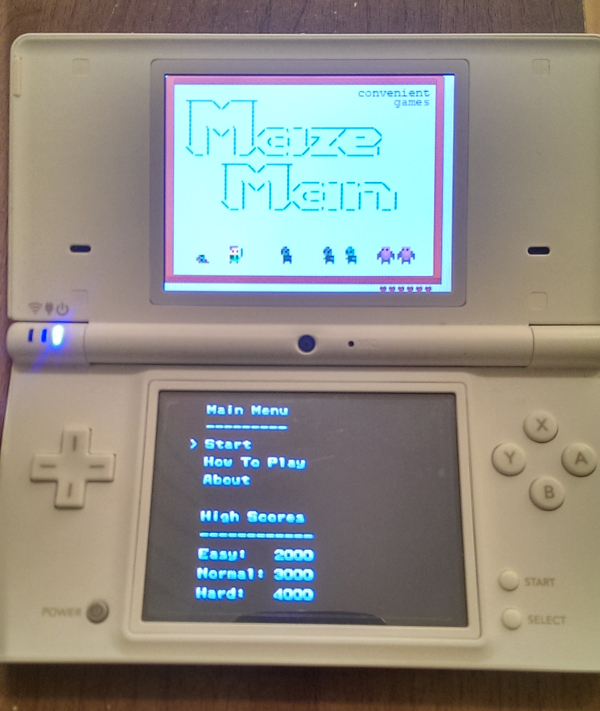 convenient
games
Maze
Man
Main Menu
---------
> Start
How To Play
About
High Scores
-----------
Easy: 2000
Normal: 3000
Hard: 4000
X
Y
A
B
START
POWER
SELECT